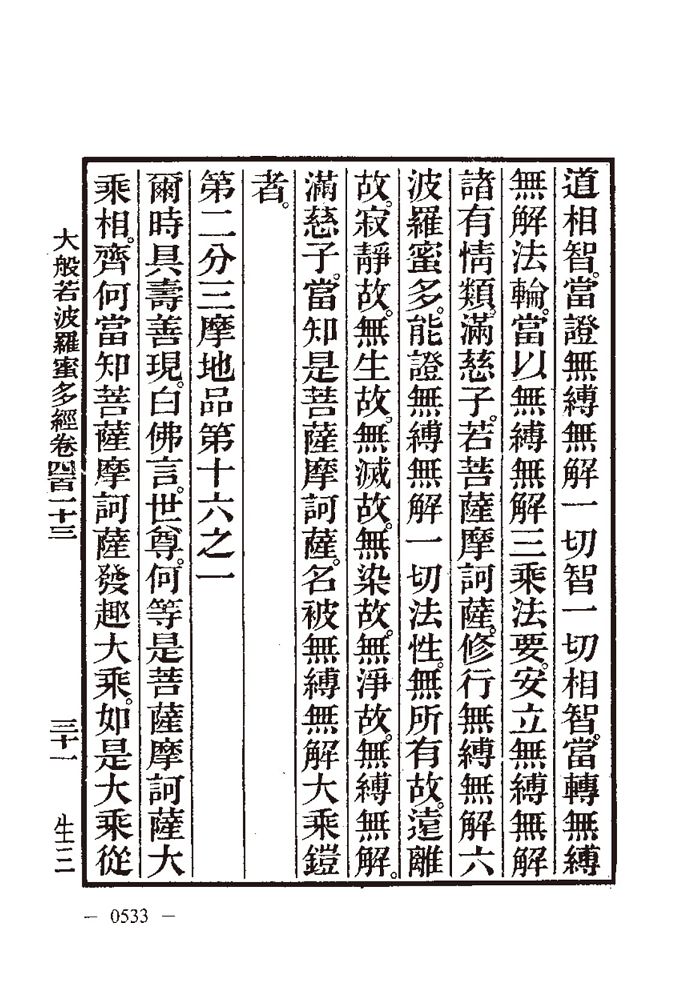 道相智。當證無縛無解一切智一切相智。當轉無縛
無解法輪。當以無縛無解三乘法要。安立無縛無解
諸有情類。滿慈子。若菩薩摩訶薩。修行無縛無解六
波羅蜜多。能證無縛無解一切法性。無所有故。遠離
故。寂靜故。無生故。無滅故。無染故。無淨故。無縛無解。
滿慈子。當知是菩薩摩訶薩。名被無縛無解大乘鎧
者。
第二分三摩地品第十六之一
爾時具壽善現。白佛言。世尊。何等是菩薩摩訶薩大
乘相。齊何當知菩薩摩訶薩發趣大乘。如是大乘從
大般若波羅蜜多經卷四百一十三 三十一 生三
— 0533 —